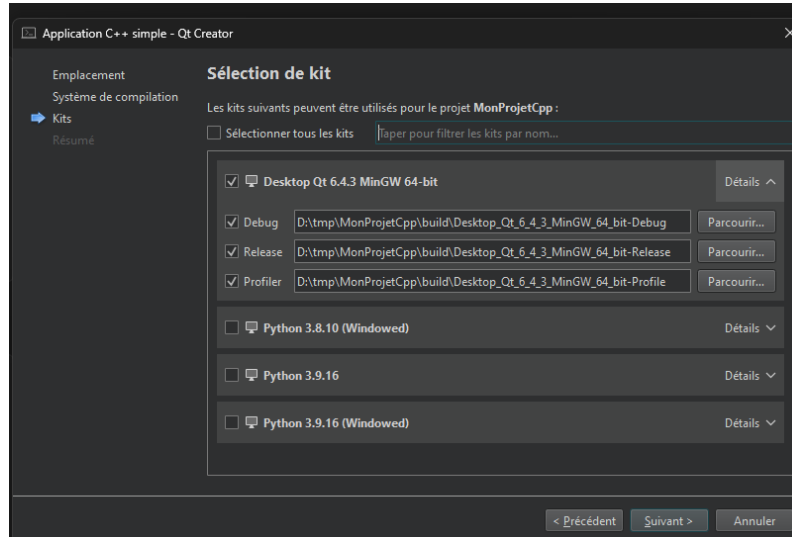 Application C++ simple - Qt Creator
Emplacement
Système de compilation
Kits
Résumé
Sélection de kit
Les kits suivants peuvent être utilisés pour le projet MonProjetCpp :
Sélectionner tous les kits
Taper pour filtrer les kits par nom...
Desktop Qt 6.4.3 MinGW 64-bit
Détails
Debug
D:\tmp\MonProjetCpp\build\Desktop_Qt_6_4_3_MinGW_64_bit-Debug
Parcourir...
Release
D:\tmp\MonProjetCpp\build\Desktop_Qt_6_4_3_MinGW_64_bit-Release
Parcourir...
Profiler
D:\tmp\MonProjetCpp\build\Desktop_Qt_6_4_3_MinGW_64_bit-Profile
Parcourir...
Python 3.8.10 (Windowed)
Détails
Python 3.9.16
Détails
Python 3.9.16 (Windowed)
Détails
< Précédent
Suivant >
Annuler